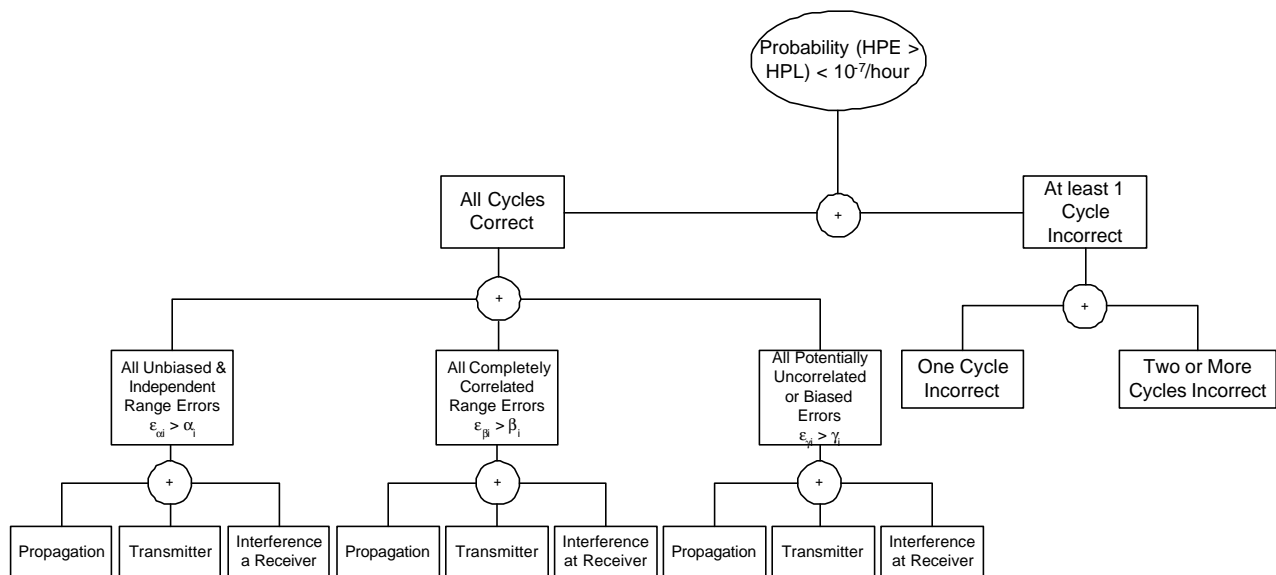 Probability (HPE >
HPL) < 10⁻⁷/hour
All Cycles
Correct
+
At least 1
Cycle
Incorrect
+
+
All Unbiased &
Independent
Range Errors
εαi > αi
All Completely
Correlated
Range Errors
εβi > βi
All Potentially
Uncorrelated
or Biased
Errors
εγi > γi
One Cycle
Incorrect
Two or More
Cycles Incorrect
+
+
+
Propagation
Transmitter
Interference
a Receiver
Propagation
Transmitter
Interference
at Receiver
Propagation
Transmitter
Interference
at Receiver